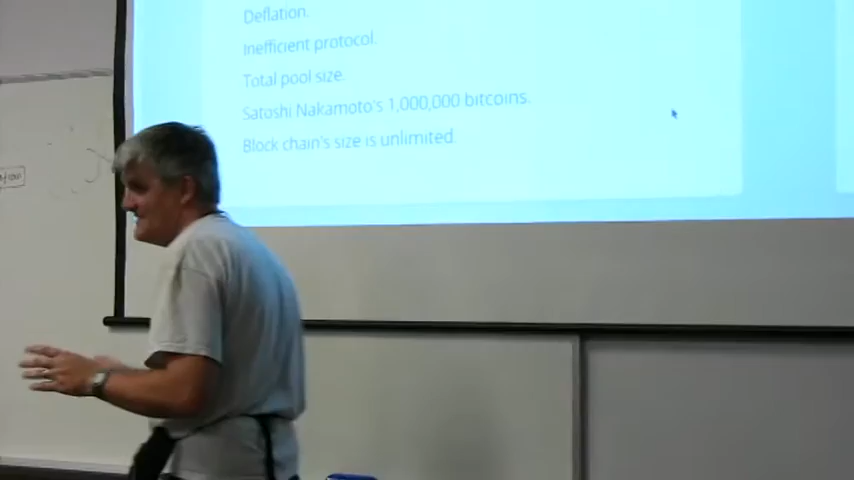 Deflation.
Inefficient protocol.
Total pool size.
Satoshi Nakamoto's 1,000,000 bitcoins.
Block chain's size is unlimited.